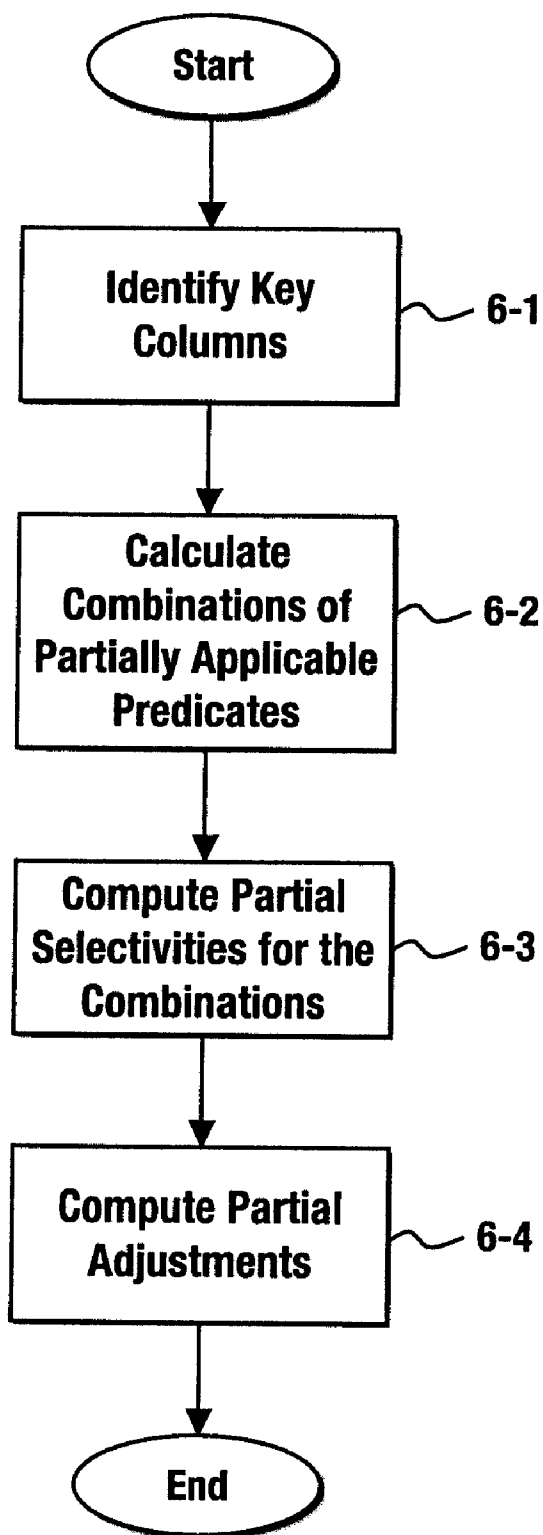 Start
Identify Key
Columns
6-1
Calculate
Combinations of
Partially Applicable
Predicates
6-2
Compute Partial
Selectivities for the
Combinations
6-3
Compute Partial
Adjustments
6-4
End